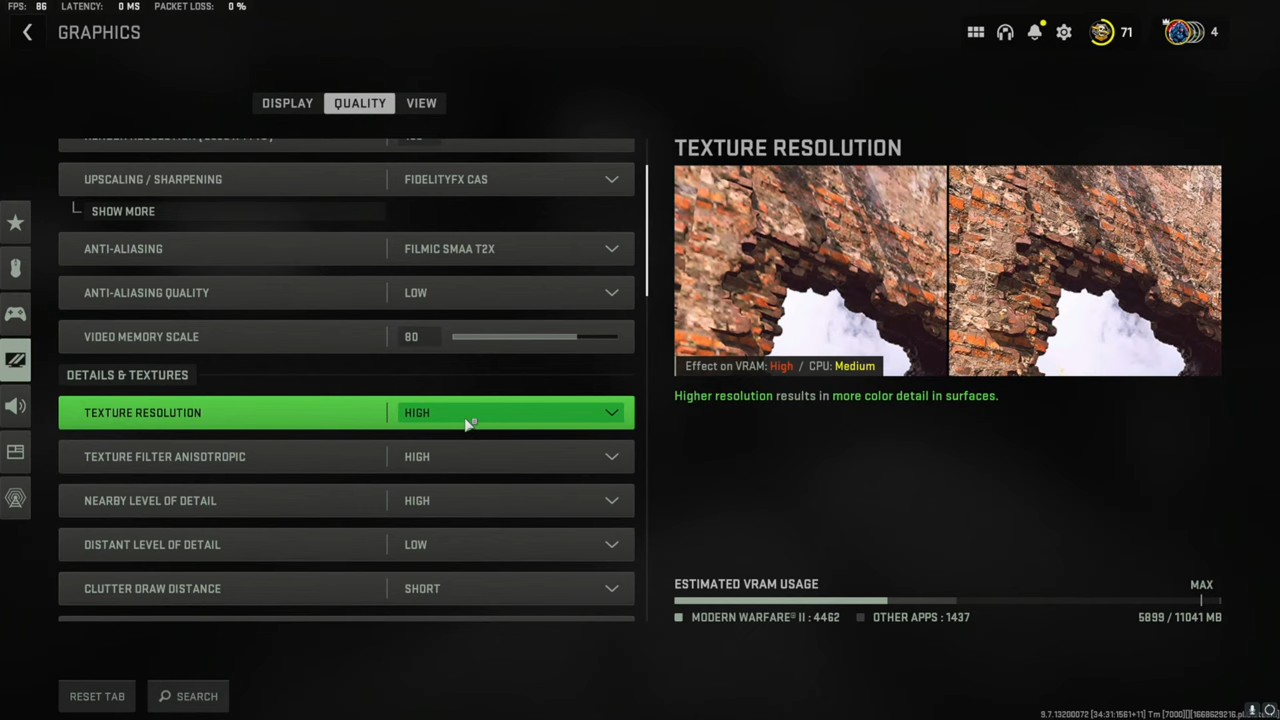 FPS: 86 LATENCY: 0 MS PACKET LOSS: 0 %
GRAPHICS
71
4
DISPLAY
QUALITY
VIEW
UPSCALING / SHARPENING FIDELITYFX CAS
SHOW MORE
ANTI-ALIASING FILMIC SMAA T2X
ANTI-ALIASING QUALITY LOW
VIDEO MEMORY SCALE 80
DETAILS & TEXTURES
TEXTURE RESOLUTION HIGH
TEXTURE FILTER ANISOTROPIC HIGH
NEARBY LEVEL OF DETAIL HIGH
DISTANT LEVEL OF DETAIL LOW
CLUTTER DRAW DISTANCE SHORT
TEXTURE RESOLUTION
Effect on VRAM: High / CPU: Medium
Higher resolution results in more color detail in surfaces.
ESTIMATED VRAM USAGE MAX
MODERN WARFARE® II : 4462 OTHER APPS : 1437 5899 / 11041 MB
RESET TAB
SEARCH